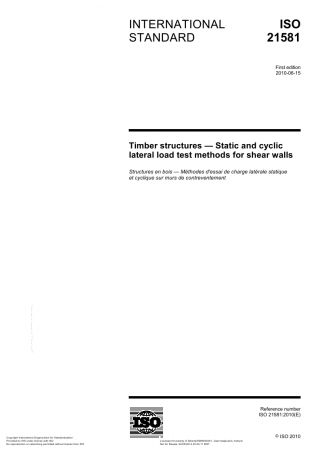 INTERNATIONAL STANDARD
ISO 21581
First edition
2010-06-15
Timber structures — Static and cyclic
lateral load test methods for shear walls
Structures en bois — Méthodes d'essai de charge latérale statique
et cyclique sur murs de contreventement
Reference number
ISO 21581:2010(E)
ISO
© ISO 2010